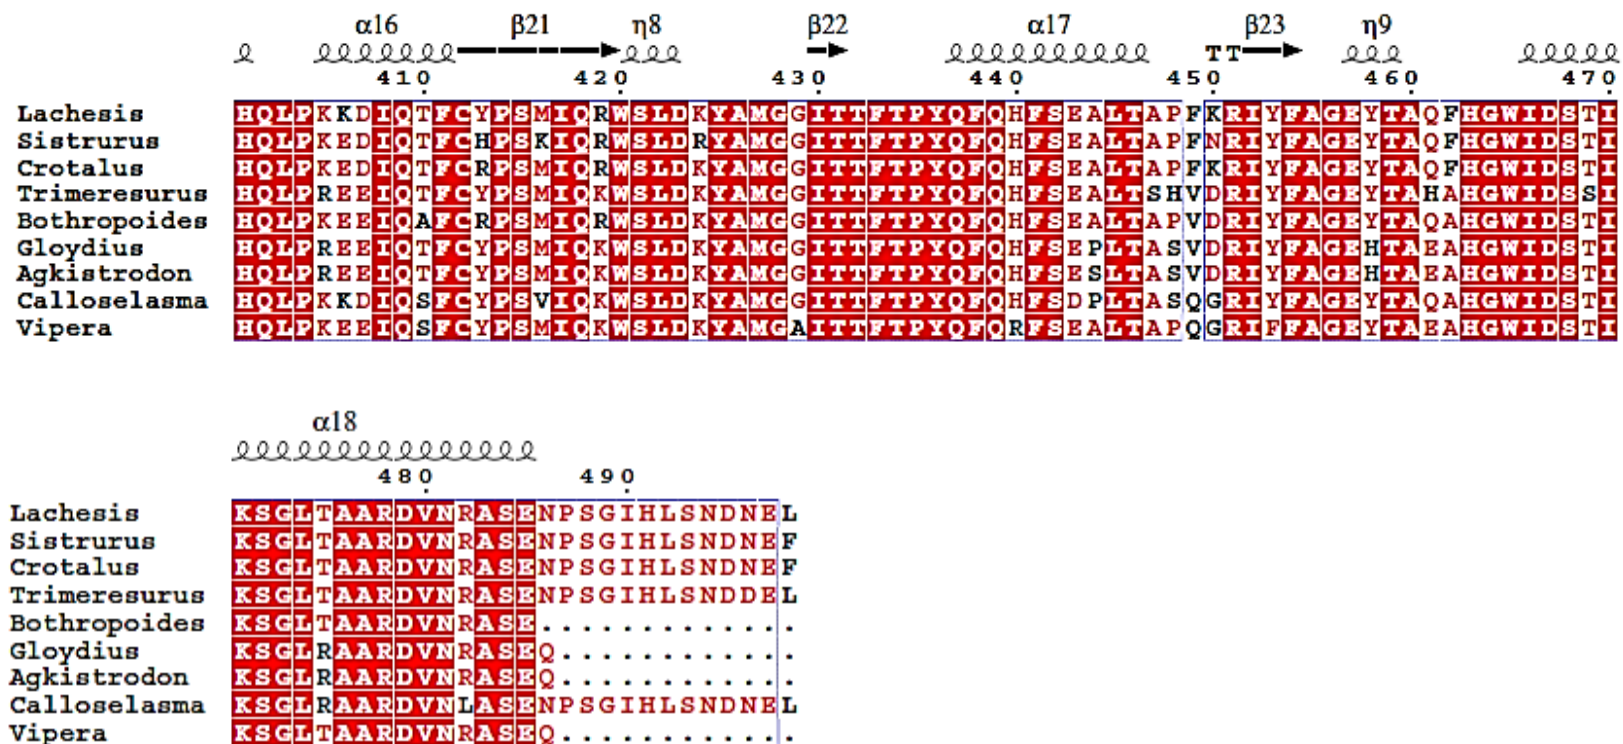 α16 β21 η8 β22 α17 β23 η9
TT
410 420 430 440 450 460 470
Lachesis HQLPKKDIQTFCYPSMIQRWSLDKYAMGGITTFTPYQFQHFSEALTAPFKRIYFAGEYTAQFHGWIDSTI
Sistrurus HQLPKEDIQTFCHPSKIQRWSLDRYAMGGITTFTPYQFQHFSEALTAPFNRIYFAGEYTAQFHGWIDSTI
Crotalus HQLPKEDIQTFCRPSMIQRWSLDKYAMGGITTFTPYQFQHFSEALTAPFKRIYFAGEYTAQFHGWIDSTI
Trimeresurus HQLPREEIQTFCYPSMIQKWSLDKYAMGGITTFTPYQFQHFSEALTSHVDRIYFAGEYTAHAHGWIDSSI
Bothropoides HQLPKEEIQAFCRPSMIQRWSLDKYAMGGITTFTPYQFQHFSEALTAPVDRIYFAGEYTAQAHGWIDSTI
Gloydius HQLPREEIQTFCYPSMIQKWSLDKYAMGGITTFTPYQFQHFSEPLTASVDRIYFAGEHTAEAHGWIDSTI
Agkistrodon HQLPREEIQTFCYPSMIQKWSLDKYAMGGITTFTPYQFQHFSESLTASVDRIYFAGEHTAEAHGWIDSTI
Calloselasma HQLPKKDIQSFCYPSVIQKWSLDKYAMGGITTFTPYQFQHFSDPLTASQGRIYFAGEYTAQAHGWIDSTI
Vipera HQLPKEEIQSFCYPSMIQKWSLDKYAMGAITTFTPYQFQRFSEALTAPQGRIFFAGEYTAEAHGWIDSTI
α18
480 490
Lachesis KSGLTAARDVNRASENPSGIHLSNDNEL
Sistrurus KSGLTAARDVNRASENPSGIHLSNDNEF
Crotalus KSGLTAARDVNRASENPSGIHLSNDNEF
Trimeresurus KSGLTAARDVNRASENPSGIHLSNDDEL
Bothropoides KSGLTAARDVNRASE.............
Gloydius KSGLRAARDVNRASEQ............
Agkistrodon KSGLRAARDVNRASEQ............
Calloselasma KSGLRAARDVNLASENPSGIHLSNDNEL
Vipera KSGLTAARDVNRASEQ............